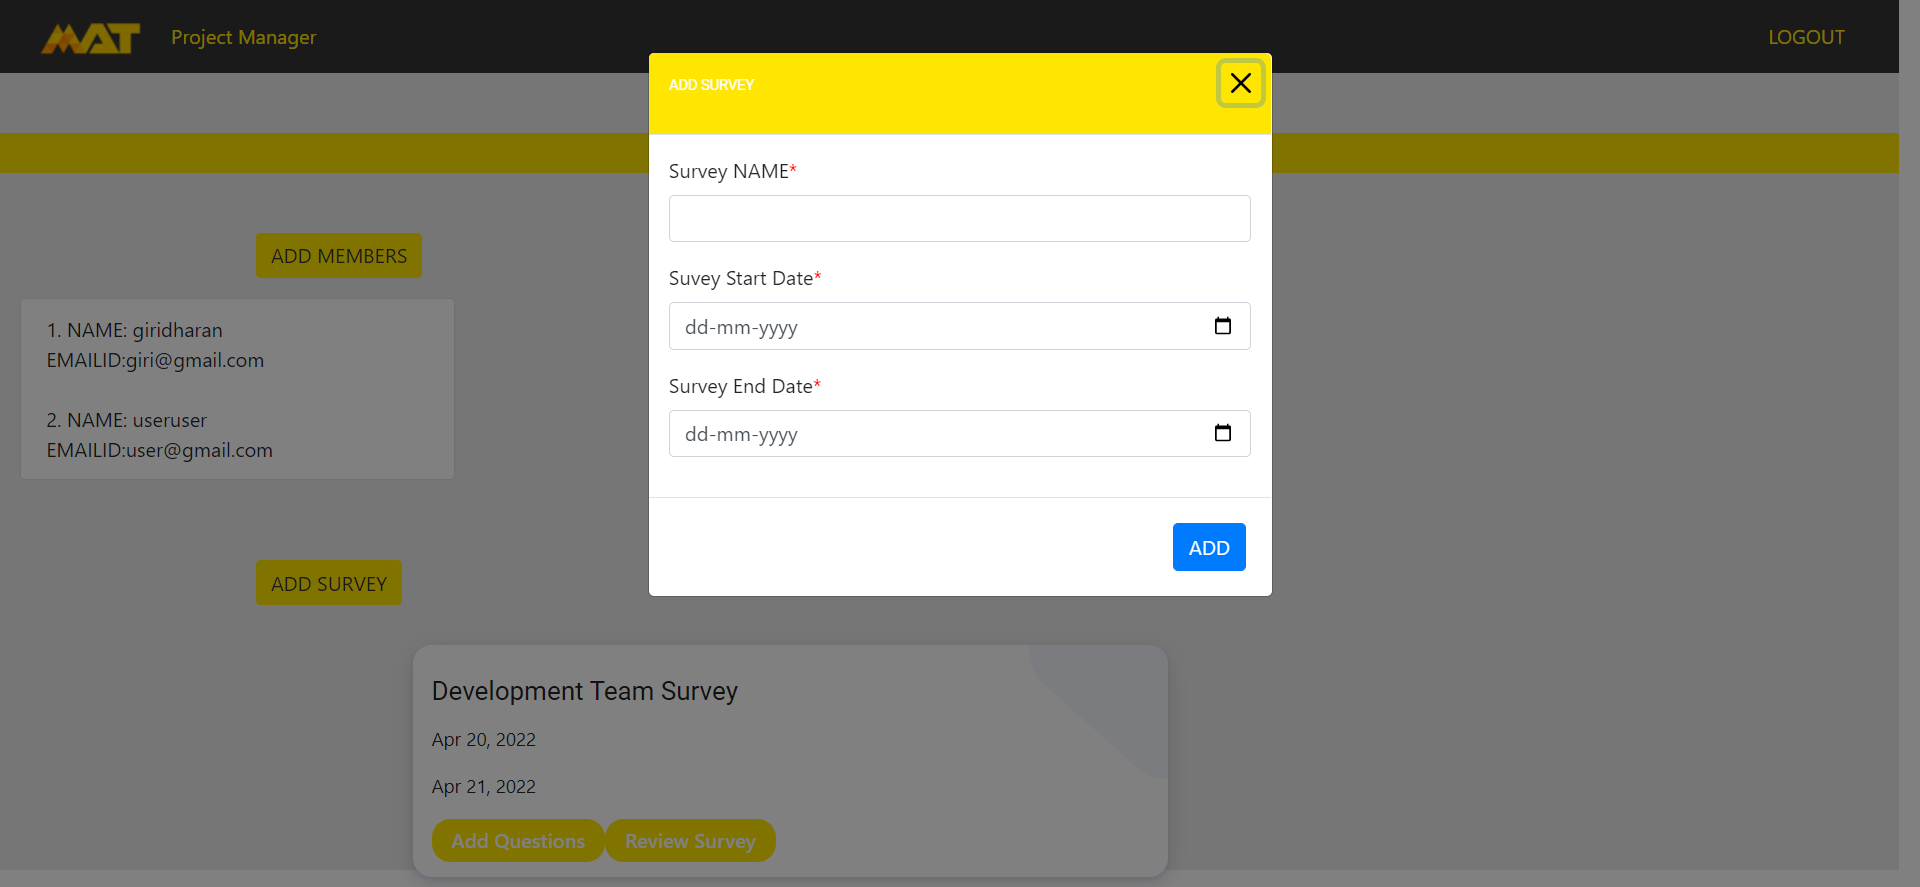 MAT
Project Manager
LOGOUT
ADD SURVEY
Survey NAME*
Suvey Start Date*
dd-mm-yyyy
Survey End Date*
dd-mm-yyyy
ADD
ADD MEMBERS
1. NAME: giridharan
EMAILID:giri@gmail.com
2. NAME: useruser
EMAILID:user@gmail.com
ADD SURVEY
Development Team Survey
Apr 20, 2022
Apr 21, 2022
Add Questions
Review Survey